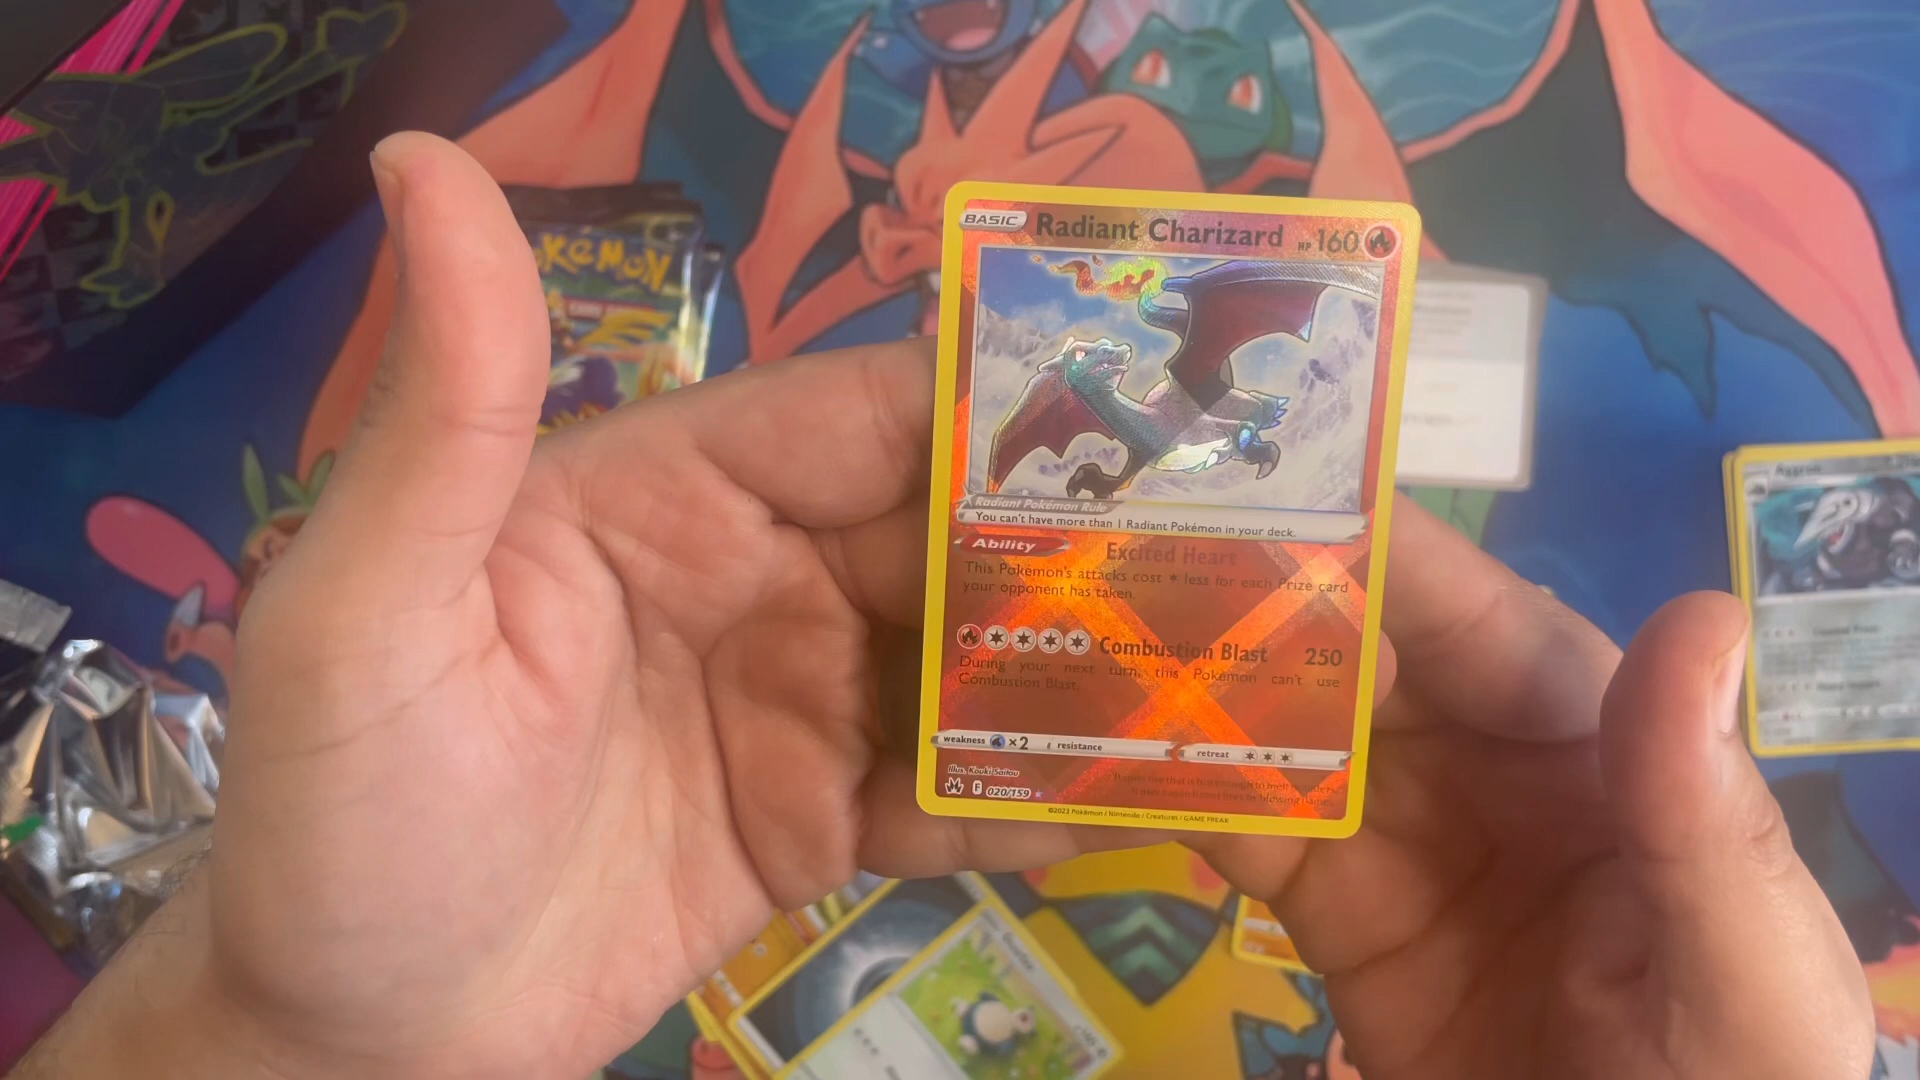 BASIC Radiant Charizard HP 160
Radiant Pokémon Rule
You can't have more than 1 Radiant Pokémon in your deck.
Ability Excited Heart
This Pokémon's attacks cost less for each Prize card
your opponent has taken.
Combustion Blast 250
During your next turn, this Pokémon can't use
Combustion Blast.
weakness ×2 resistance retreat
Illus. Kouki Saitou
F 020/159
©2023 Pokémon / Nintendo / Creatures / GAME FREAK
POKéMON
Aggron
Snorlax